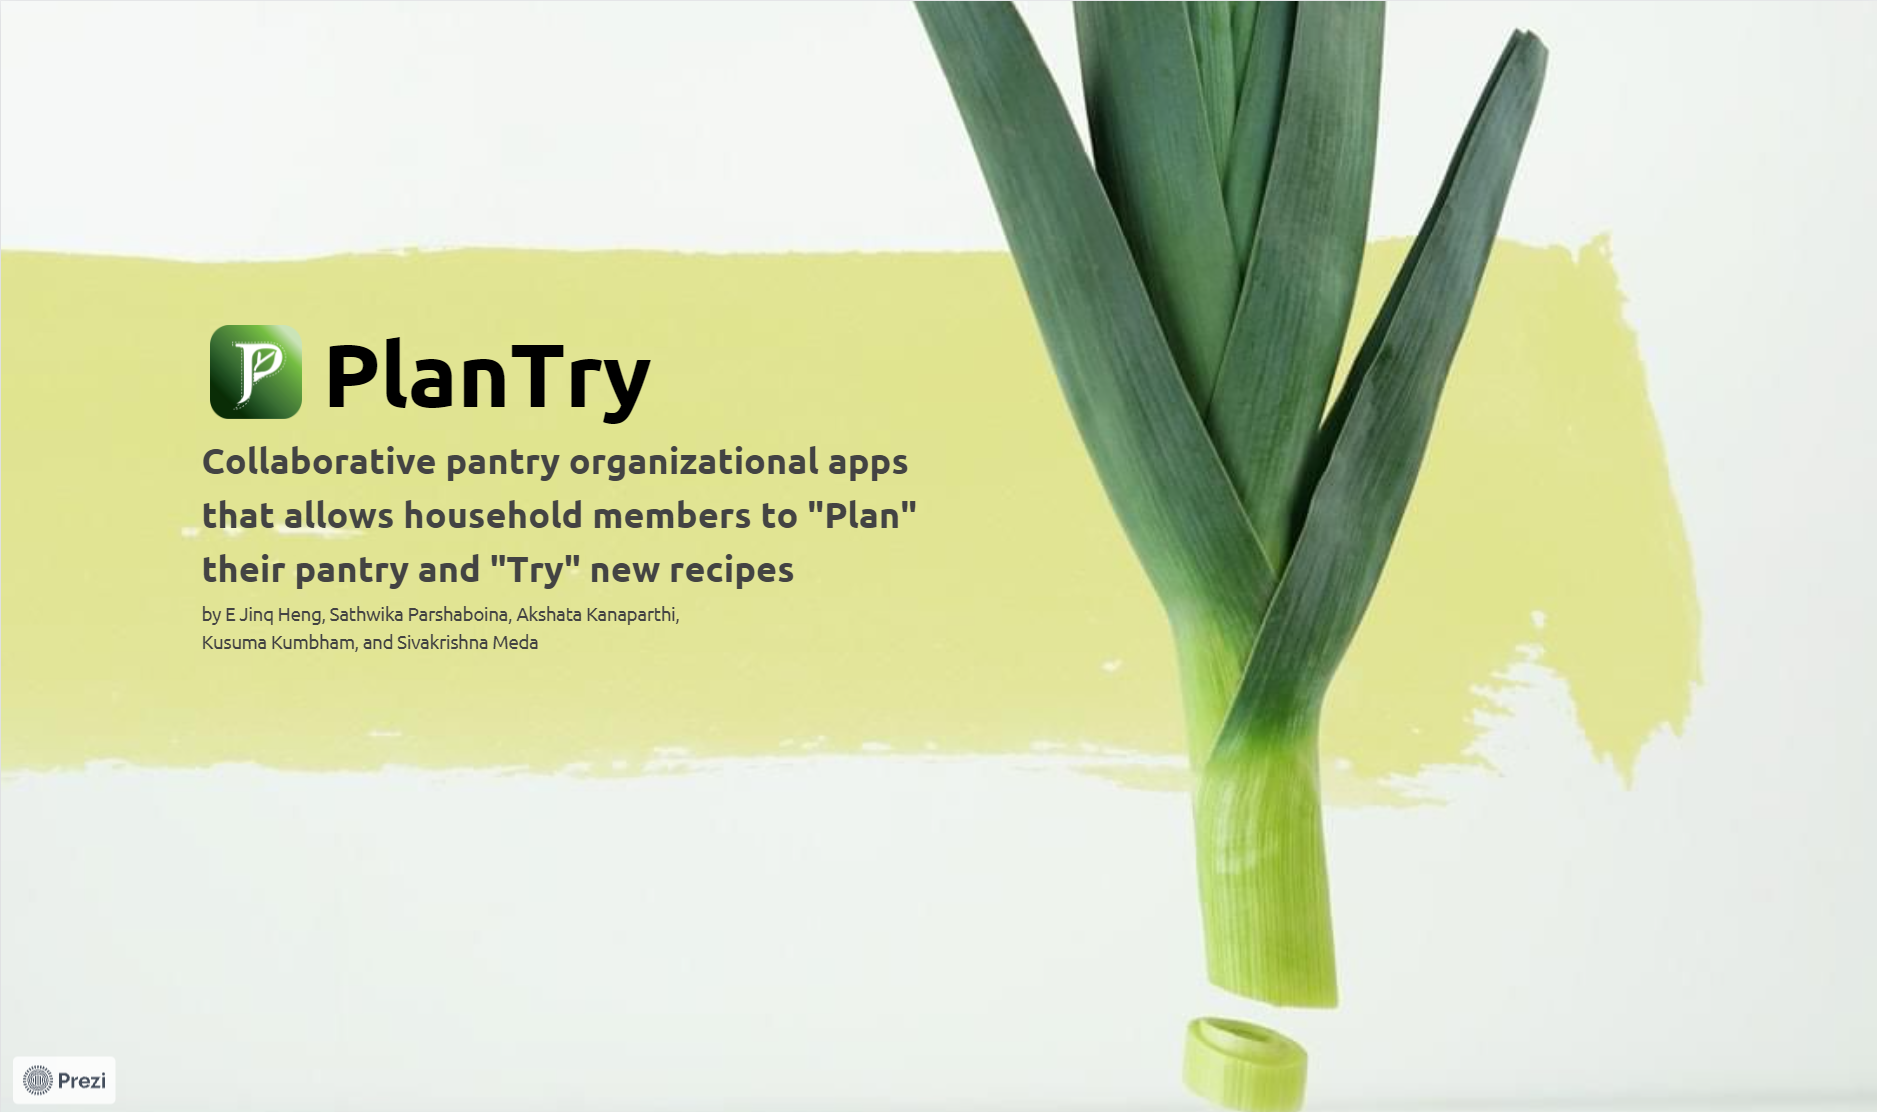 PlanTry
Collaborative pantry organizational apps
that allows household members to "Plan"
their pantry and "Try" new recipes
by E Jinq Heng, Sathwika Parshaboina, Akshata Kanaparthi,
Kusuma Kumbham, and Sivakrishna Meda
Prezi